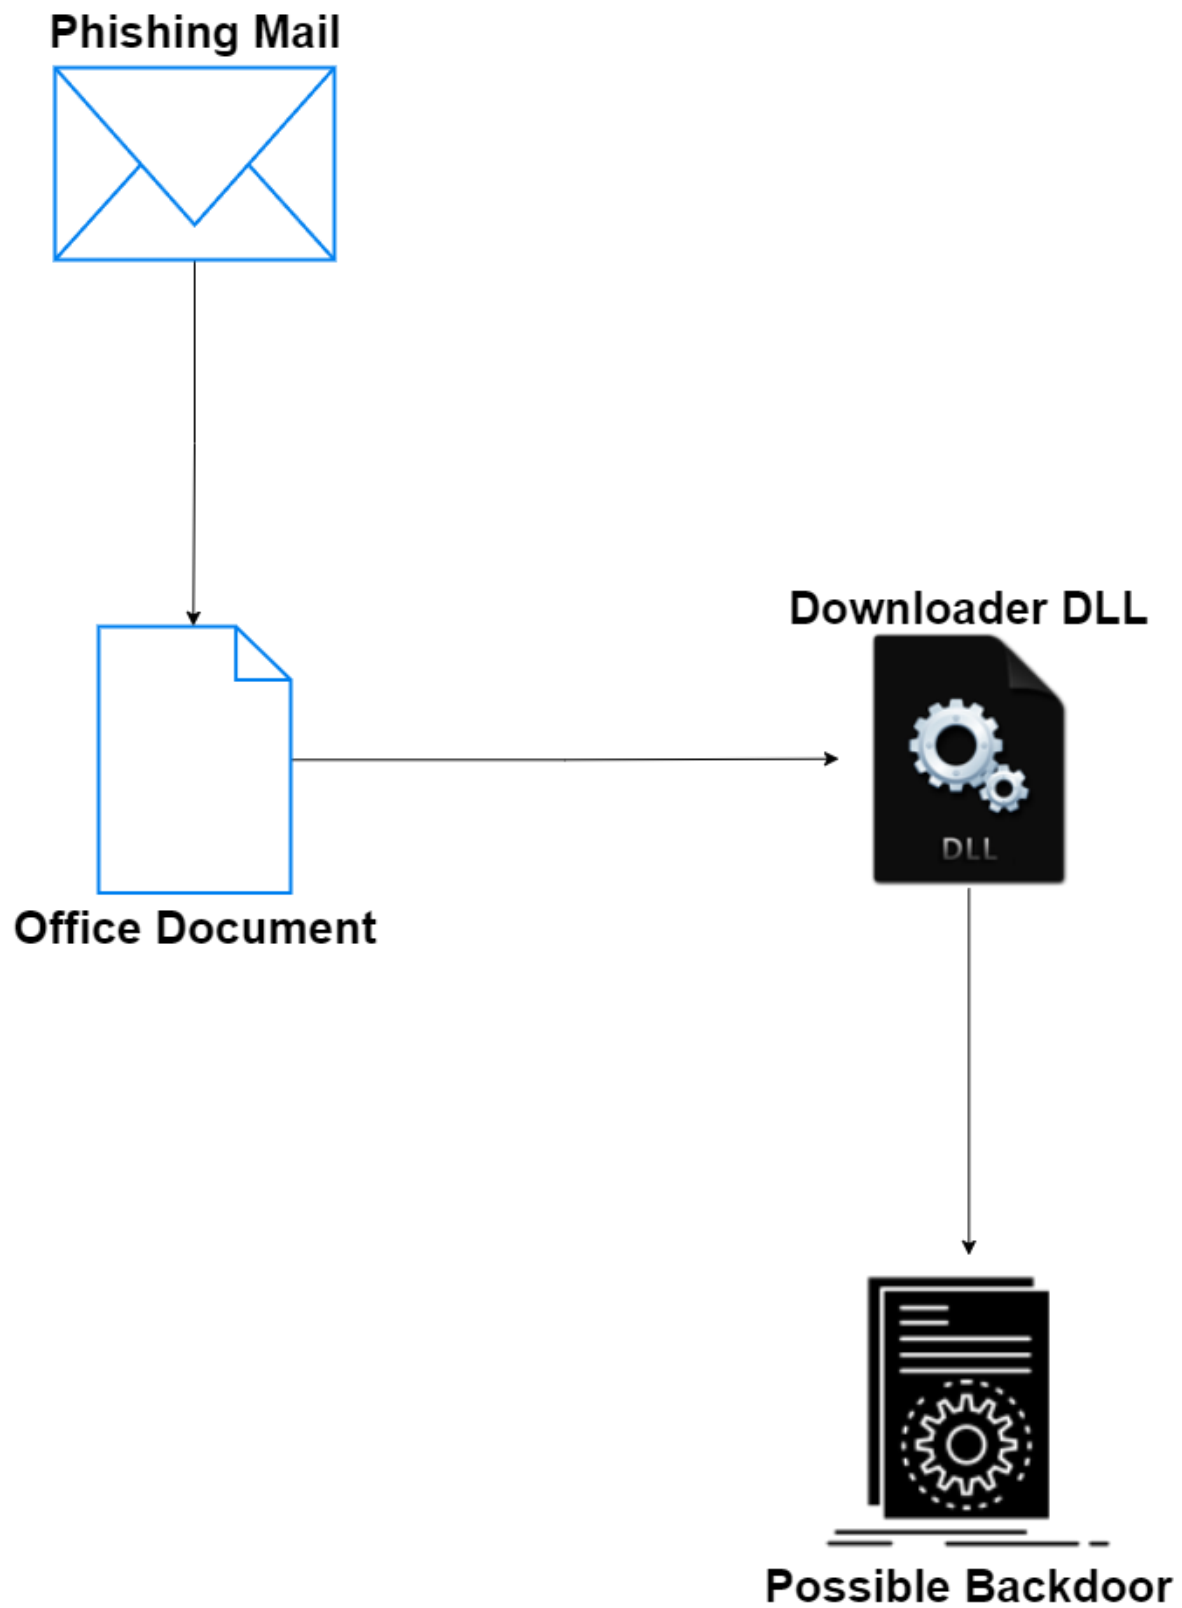 Phishing Mail
Office Document
Downloader DLL
DLL
Possible Backdoor